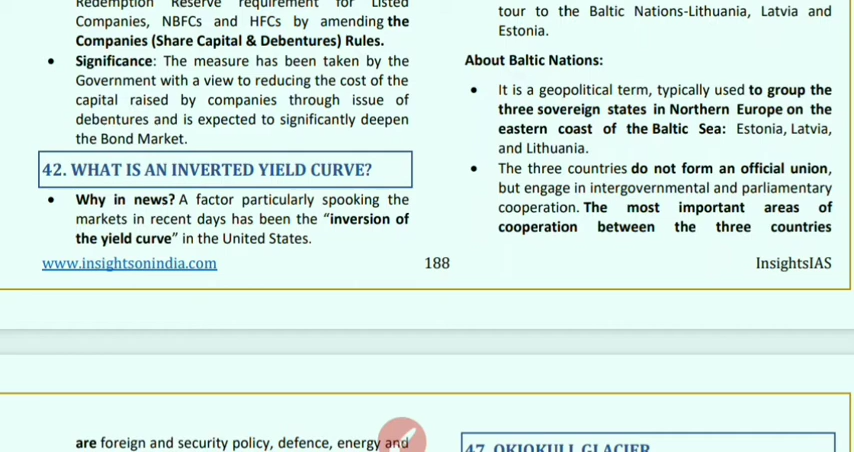 Redemption Reserve requirement for Listed
Companies, NBFCs and HFCs by amending the
Companies (Share Capital & Debentures) Rules.
• Significance: The measure has been taken by the
Government with a view to reducing the cost of the
capital raised by companies through issue of
debentures and is expected to significantly deepen
the Bond Market.
42. WHAT IS AN INVERTED YIELD CURVE?
• Why in news? A factor particularly spooking the
markets in recent days has been the “inversion of
the yield curve” in the United States.
tour to the Baltic Nations-Lithuania, Latvia and
Estonia.
About Baltic Nations:
• It is a geopolitical term, typically used to group the
three sovereign states in Northern Europe on the
eastern coast of the Baltic Sea: Estonia, Latvia,
and Lithuania.
• The three countries do not form an official union,
but engage in intergovernmental and parliamentary
cooperation. The most important areas of
cooperation between the three countries
www.insightsonindia.com 188 InsightsIAS
are foreign and security policy, defence, energy and
47. OKJOKULL GLACIER